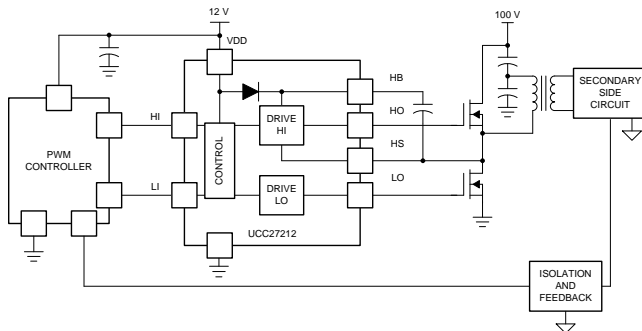 12 V
100 V
VDD
HB
SECONDARY
SIDE
CIRCUIT
HI
DRIVE
HI
HO
PWM
CONTROLLER
CONTROL
HS
LI
DRIVE
LO
LO
UCC27212
ISOLATION
AND
FEEDBACK